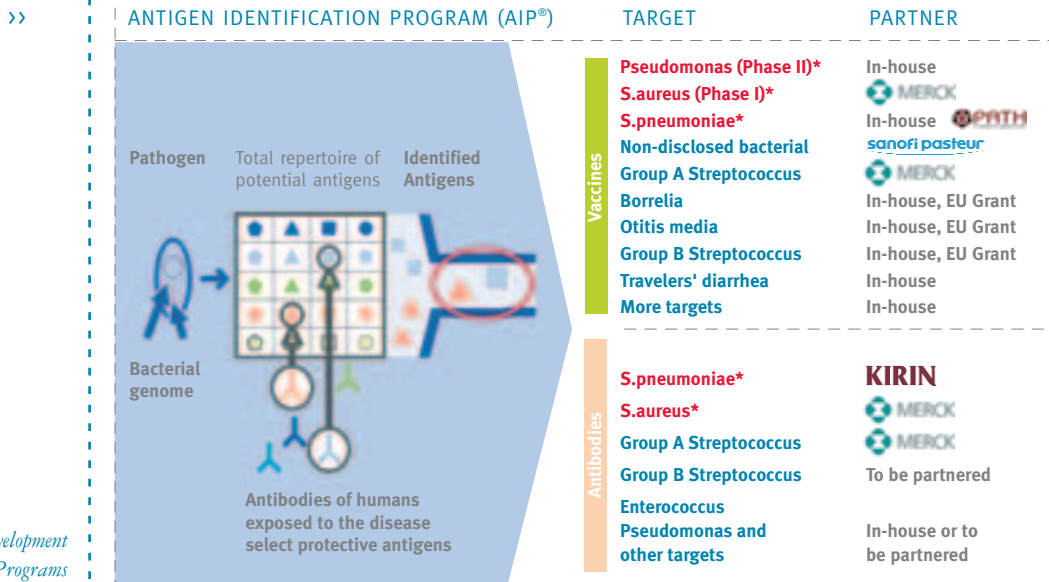 ››
ANTIGEN IDENTIFICATION PROGRAM (AIP®)
TARGET
PARTNER
Pathogen
Total repertoire of
potential antigens
Identified
Antigens
Bacterial
genome
Antibodies of humans
exposed to the disease
select protective antigens
Vaccines
Pseudomonas (Phase II)* In-house
S.aureus (Phase I)* MERCK
S.pneumoniae* In-house PATH
Non-disclosed bacterial sanofi pasteur
Group A Streptococcus MERCK
Borrelia In-house, EU Grant
Otitis media In-house, EU Grant
Group B Streptococcus In-house, EU Grant
Travelers' diarrhea In-house
More targets In-house
Antibodies
S.pneumoniae* KIRIN
S.aureus* MERCK
Group A Streptococcus MERCK
Group B Streptococcus To be partnered
Enterococcus
Pseudomonas and In-house or to
other targets be partnered
velopment
Programs